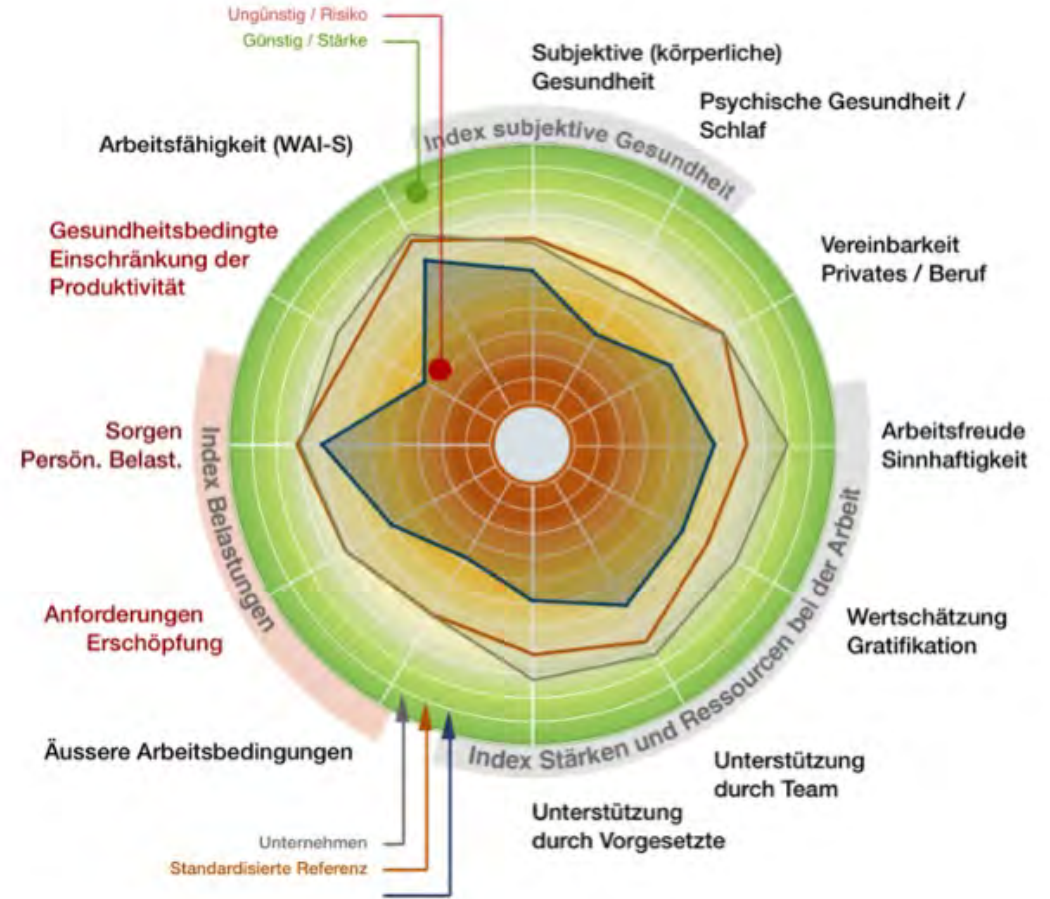 Ungünstig / Risiko
Günstig / Stärke
Subjektive (körperliche)
Gesundheit
Psychische Gesundheit /
Schlaf
Arbeitsfähigkeit (WAI-S)
Index subjektive Gesundheit
Gesundheitsbedingte
Einschränkung der
Produktivität
Vereinbarkeit
Privates / Beruf
Sorgen
Persön. Belast.
Index Belastungen
Arbeitsfreude
Sinnhaftigkeit
Anforderungen
Erschöpfung
Wertschätzung
Gratifikation
Index Stärken und Ressourcen bei der Arbeit
Äussere Arbeitsbedingungen
Unterstützung
durch Team
Unterstützung
durch Vorgesetzte
Unternehmen
Standardisierte Referenz